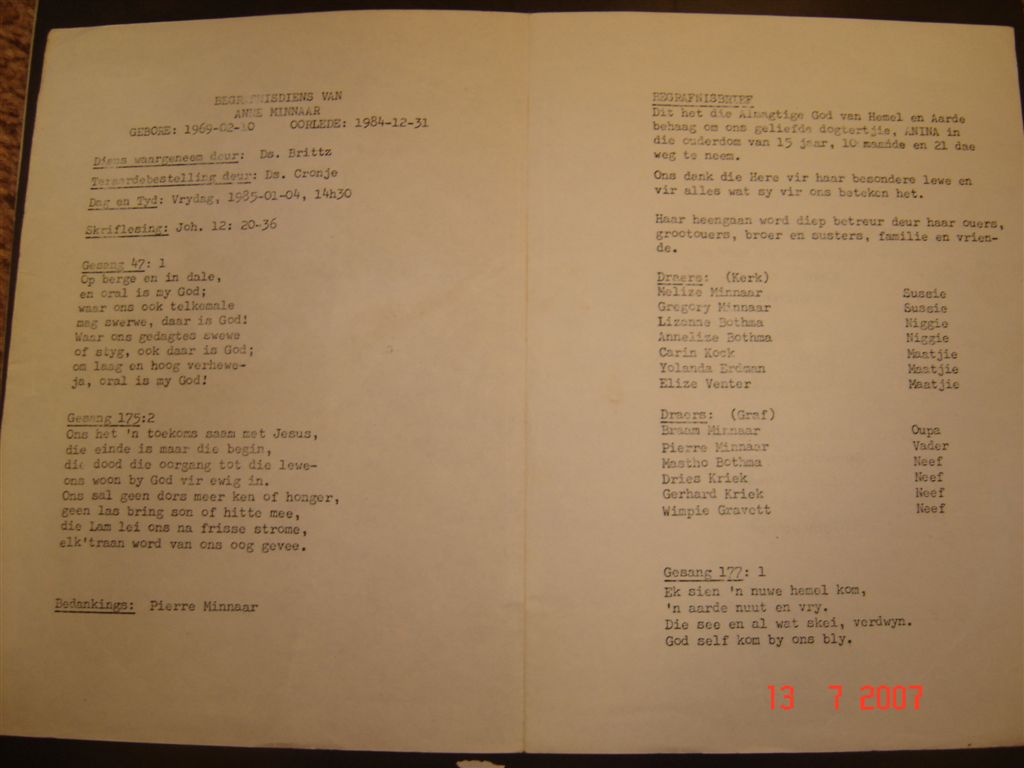 BEGRAFNISDIENS VAN
ANNE MINNAAR
GEBORE: 1969-02-10 OORLEDE: 1984-12-31
Diens waargeneem deur: Ds. Brittz
Teraardebestelling deur: Ds. Cronje
Dag en Tyd: Vrydag, 1985-01-04, 14h30
Skriflesing: Joh. 12: 20-36
Gesang 47: 1
Op berge en in dale,
en oral is my God;
waar ons ook telkemale
mag swerwe, daar is God!
Waar ons gedagtes swewe
of styg, ook daar is God;
om laag en hoog verhewe-
ja, oral is my God!
Gesang 175:2
Ons het 'n toekoms saam met Jesus,
die einde is maar die begin,
die dood die oorgang tot die lewe-
ons woon by God vir ewig in.
Ons sal geen dors meer ken of honger,
geen las bring son of hitte mee,
die Lam lei ons na frisse strome,
elk'traan word van ons oog gevee.
Bedankings: Pierre Minnaar
BEGRAFNISBRIEF
Dit het die Almagtige God van Hemel en Aarde
behaag om ons geliefde dogtertjie, ANINA in
die ouderdom van 15 jaar, 10 maande en 21 dae
weg te neem.
Ons dank die Here vir haar besondere lewe en
vir alles wat sy vir ons beteken het.
Haar heengaan word diep betreur deur haar ouers,
grootouers, broer en susters, familie en vrien-
de.
Draers: (Kerk)
Melize Minnaar Sussie
Gregory Minnaar Sussie
Lizanne Bothma Niggie
Annelize Bothma Niggie
Carin Kock Maatjie
Yolanda Erdman Maatjie
Elize Venter Maatjie
Draers: (Graf)
Braam Minnaar Oupa
Pierre Minnaar Vader
Mastho Bothma Neef
Dries Kriek Neef
Gerhard Kriek Neef
Wimpie Gravett Neef
Gesang 177: 1
Ek sien 'n nuwe hemel kom,
'n aarde nuut en vry.
Die see en al wat skei, verdwyn.
God self kom by ons bly.
13 7 2007